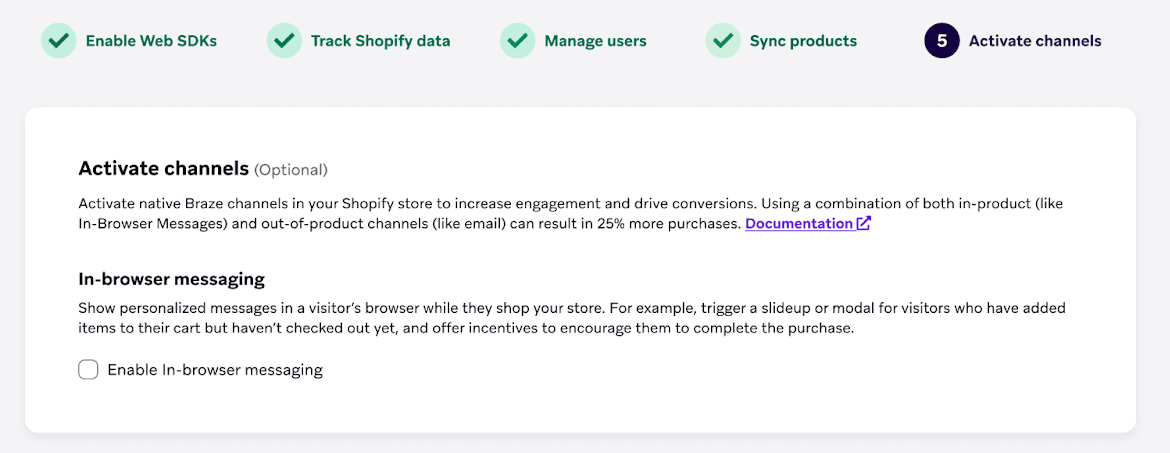 Enable Web SDKs
Track Shopify data
Manage users
Sync products
5 Activate channels
Activate channels (Optional)
Activate native Braze channels in your Shopify store to increase engagement and drive conversions. Using a combination of both in-product (like
In-Browser Messages) and out-of-product channels (like email) can result in 25% more purchases. Documentation
In-browser messaging
Show personalized messages in a visitor’s browser while they shop your store. For example, trigger a slideup or modal for visitors who have added
items to their cart but haven’t checked out yet, and offer incentives to encourage them to complete the purchase.
Enable In-browser messaging